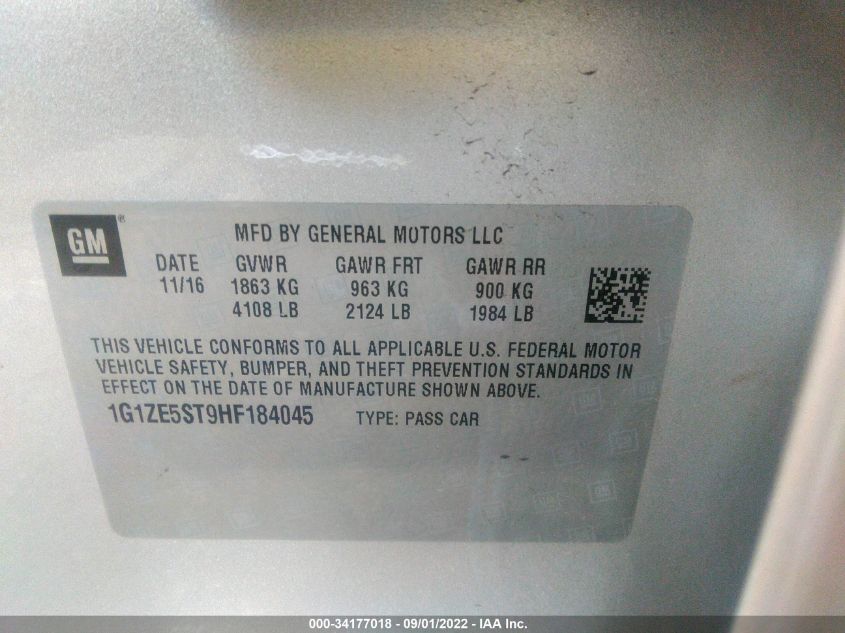 GM ®
MFD BY GENERAL MOTORS LLC
DATE GVWR GAWR FRT GAWR RR
11/16 1863 KG 963 KG 900 KG
4108 LB 2124 LB 1984 LB
THIS VEHICLE CONFORMS TO ALL APPLICABLE U.S. FEDERAL MOTOR
VEHICLE SAFETY, BUMPER, AND THEFT PREVENTION STANDARDS IN
EFFECT ON THE DATE OF MANUFACTURE SHOWN ABOVE.
1G1ZE5ST9HF184045 TYPE: PASS CAR
000-34177018 - 09/01/2022 - IAA Inc.